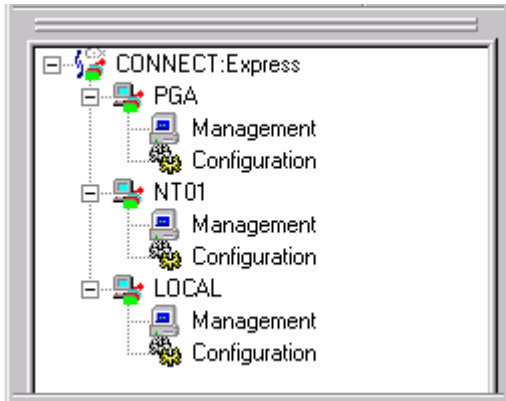 CONNECT:Express
PGA
Management
Configuration
NT01
Management
Configuration
LOCAL
Management
Configuration